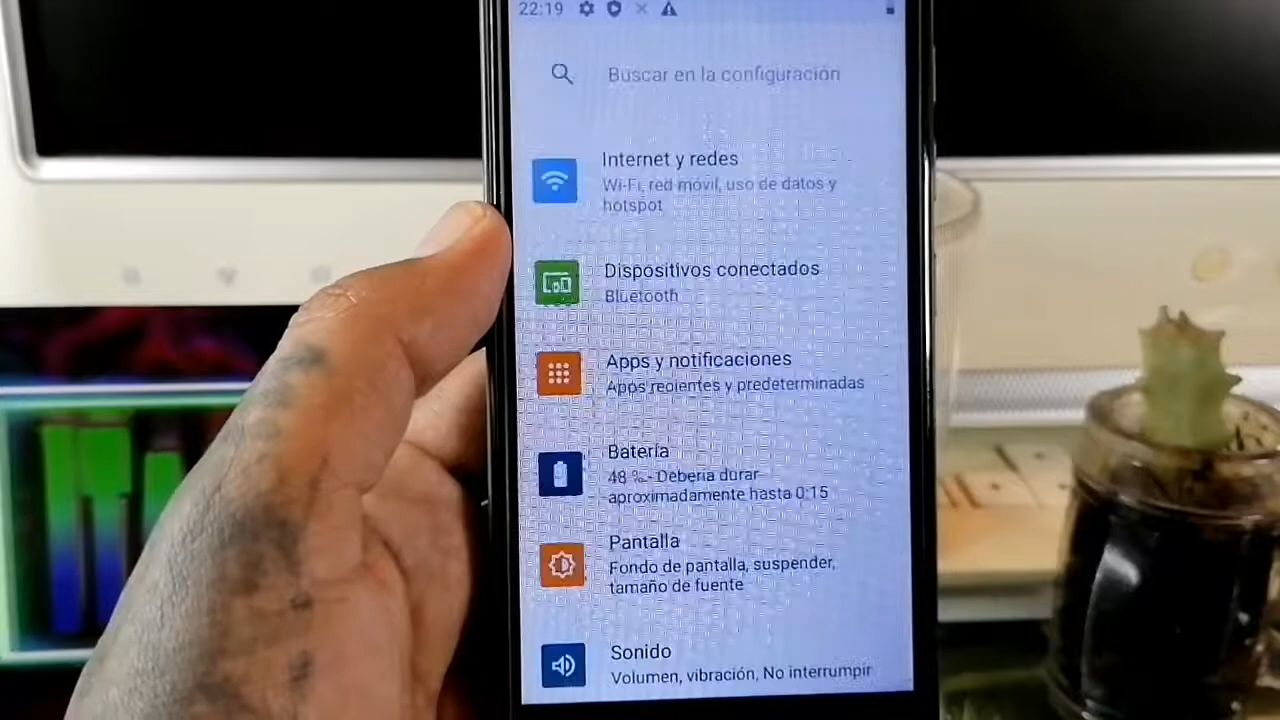 22:19
Buscar en la configuración
Internet y redes
Wi-Fi, red móvil, uso de datos y
hotspot
Dispositivos conectados
Bluetooth
Apps y notificaciones
Apps recientes y predeterminadas
Batería
48 % - Debería durar
aproximadamente hasta 0:15
Pantalla
Fondo de pantalla, suspender,
tamaño de fuente
Sonido
Volumen, vibración, No interrumpir